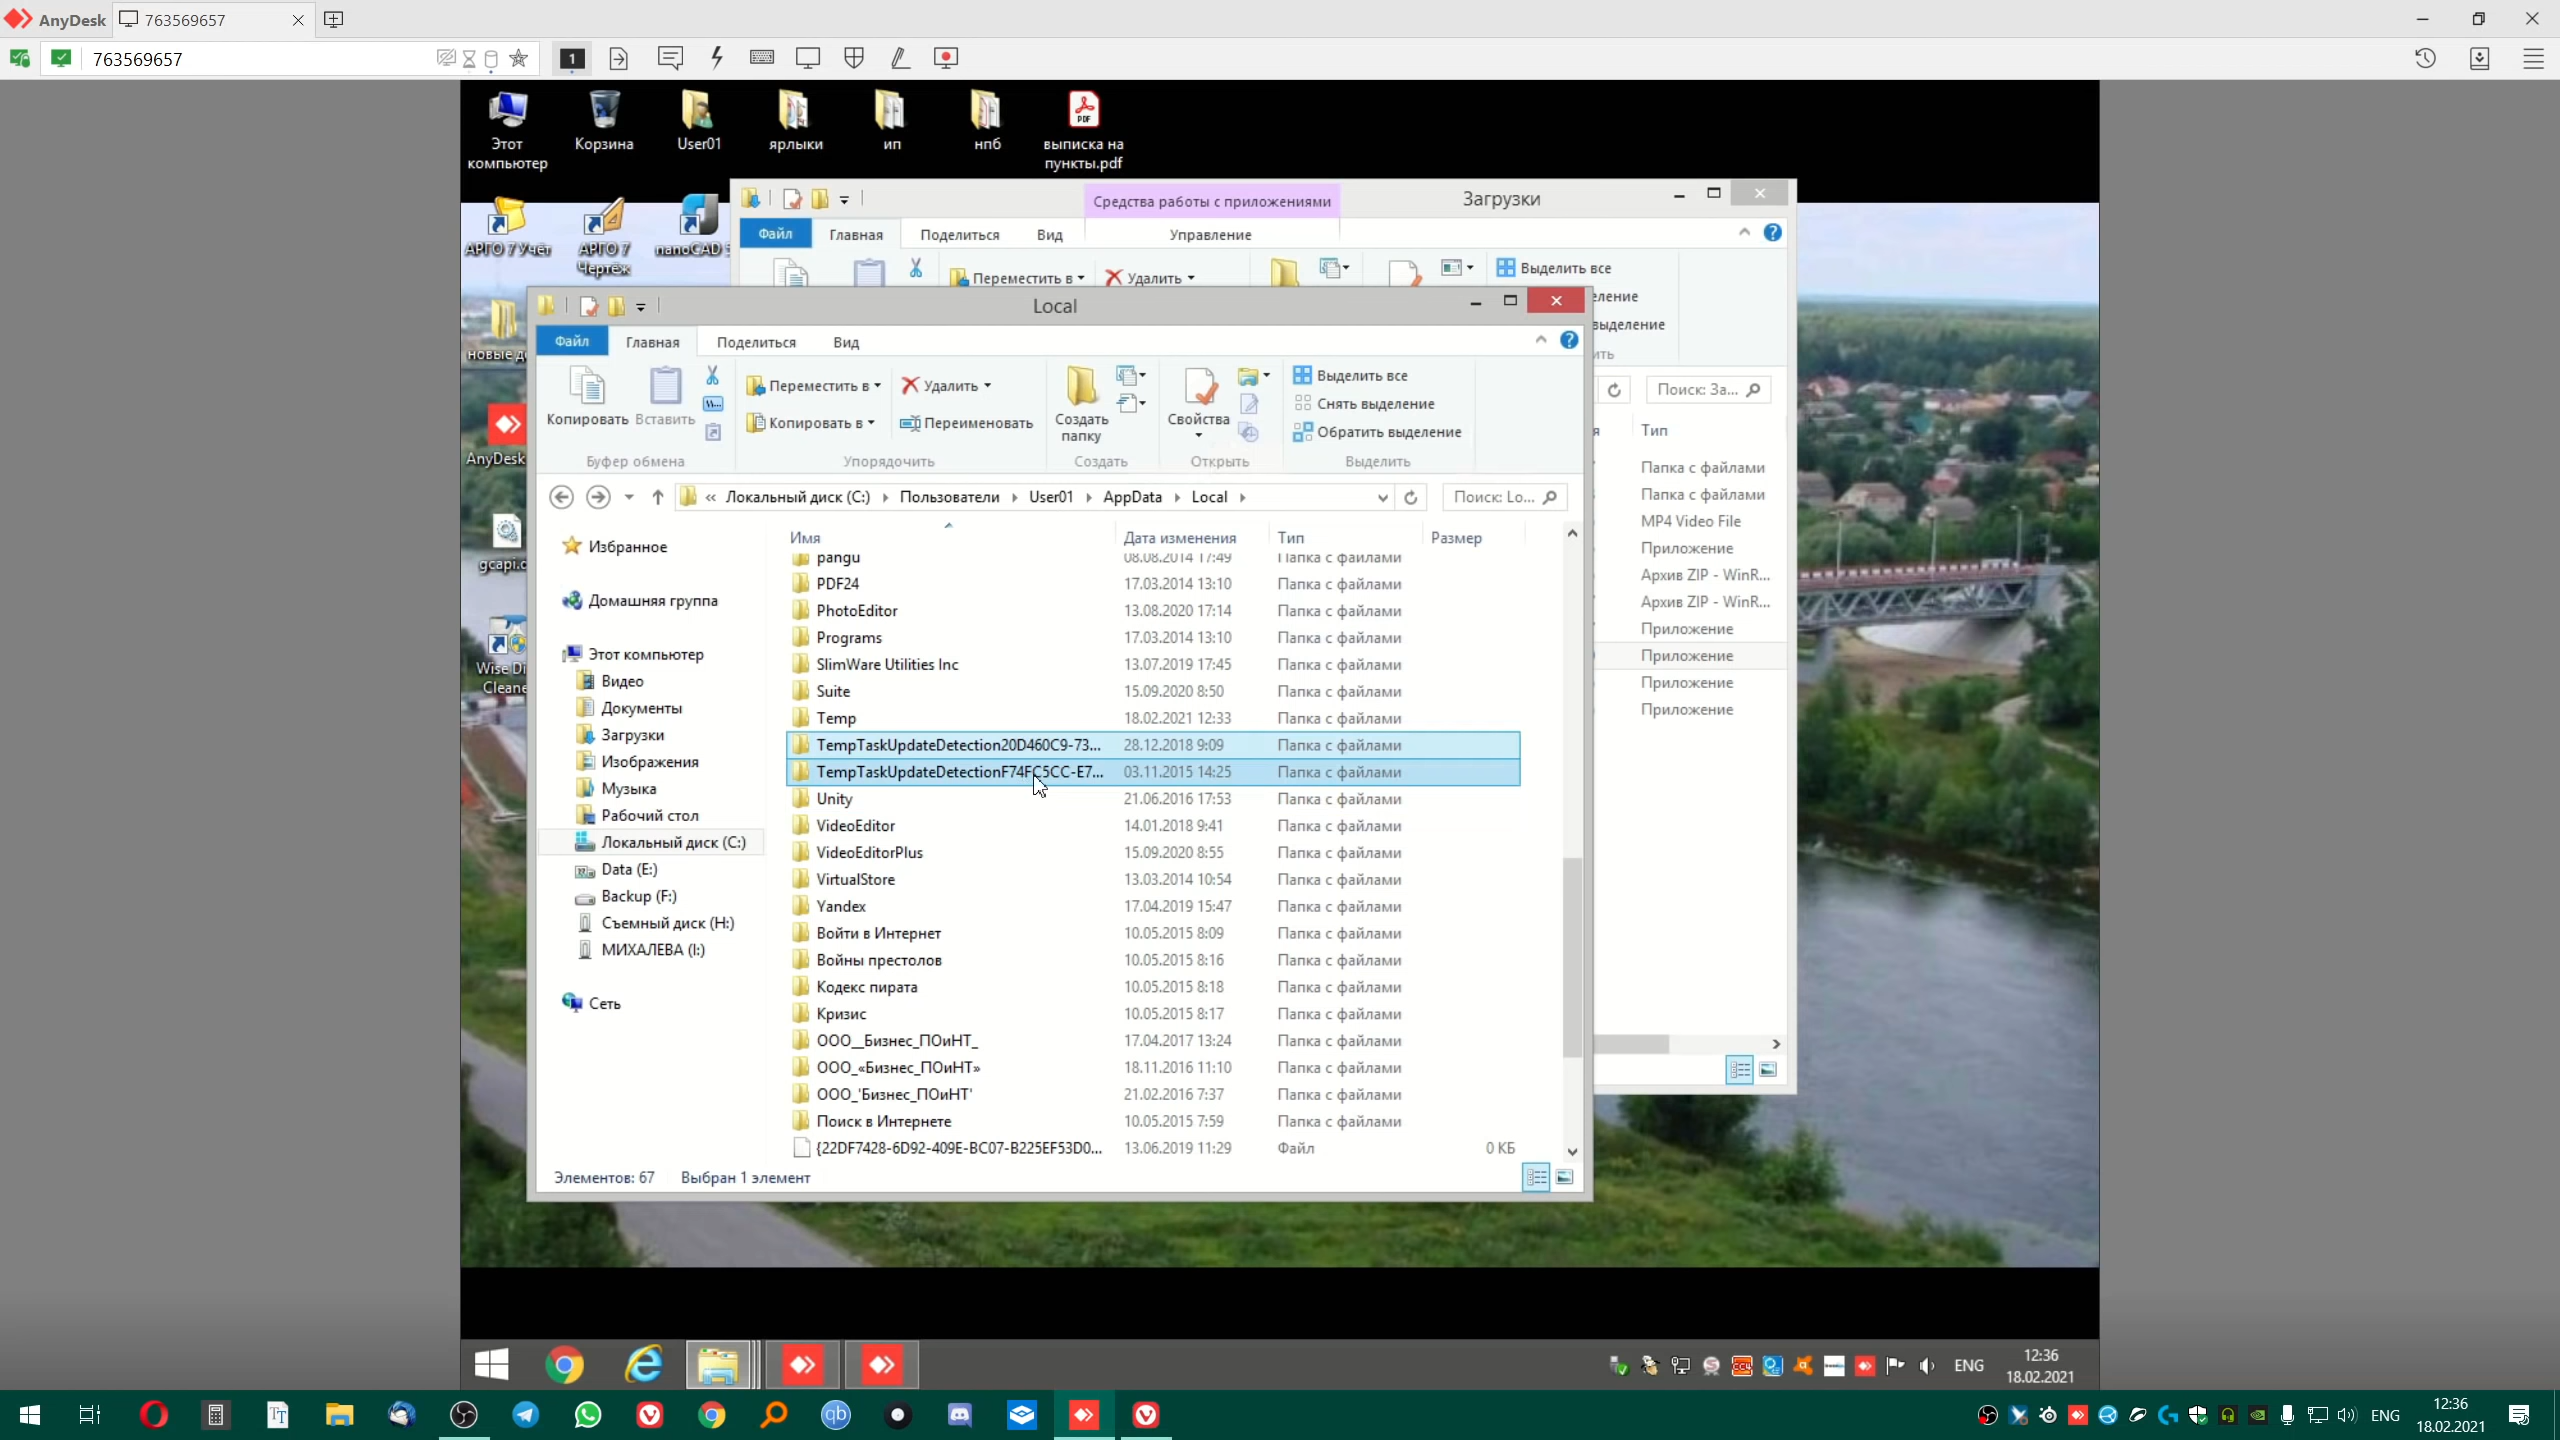 AnyDesk
763569657
763569657
1
Этот
компьютер
Корзина
User01
ярлыки
ип
нпб
выписка на
пункты.pdf
АРГО 7 Учёт
АРГО 7
Чертёж
nanoCAD
новые
AnyDesk
Wise
Средства работы с приложениями
Загрузки
Файл
Главная
Поделиться
Вид
Управление
Переместить в
Удалить
Выделить все
Поиск: За...
Тип
Папка с файлами
Папка с файлами
MP4 Video File
Приложение
Архив ZIP - WinR...
Архив ZIP - WinR...
Приложение
Приложение
Приложение
Приложение
Local
Файл
Главная
Поделиться
Вид
Копировать
Вставить
Переместить в
Копировать в
Удалить
Переименовать
Создать
папку
Свойства
Выделить все
Снять выделение
Обратить выделение
Буфер обмена
Упорядочить
Создать
Открыть
Выделить
« Локальный диск (C:) Пользователи User01 AppData Local
Поиск: Lo...
Имя Дата изменения Тип Размер
pangu 08.08.2014 17:49 Папка с файлами
PDF24 17.03.2014 13:10 Папка с файлами
PhotoEditor 13.08.2020 17:14 Папка с файлами
Programs 17.03.2014 13:10 Папка с файлами
SlimWare Utilities Inc 13.07.2019 17:45 Папка с файлами
Suite 15.09.2020 8:50 Папка с файлами
Temp 18.02.2021 12:33 Папка с файлами
TempTaskUpdateDetection20D460C9-73... 28.12.2018 9:09 Папка с файлами
TempTaskUpdateDetectionF74FC5CC-E7... 03.11.2015 14:25 Папка с файлами
Unity 21.06.2016 17:53 Папка с файлами
VideoEditor 14.01.2018 9:41 Папка с файлами
VideoEditorPlus 15.09.2020 8:55 Папка с файлами
VirtualStore 13.03.2014 10:54 Папка с файлами
Yandex 17.04.2019 15:47 Папка с файлами
Войти в Интернет 10.05.2015 8:09 Папка с файлами
Войны престолов 10.05.2015 8:16 Папка с файлами
Кодекс пирата 10.05.2015 8:18 Папка с файлами
Кризис 10.05.2015 8:17 Папка с файлами
ООО__Бизнес_ПОиНТ_ 17.04.2017 13:24 Папка с файлами
ООО_«Бизнес_ПОиНТ» 18.11.2016 11:10 Папка с файлами
ООО_'Бизнес_ПОиНТ' 21.02.2016 7:37 Папка с файлами
Поиск в Интернете 10.05.2015 7:59 Папка с файлами
{22DF7428-6D92-409E-BC07-B225EF53D0... 13.06.2019 11:29 Файл 0 КБ
Избранное
Домашняя группа
Этот компьютер
Видео
Документы
Загрузки
Изображения
Музыка
Рабочий стол
Локальный диск (C:)
Data (E:)
Backup (F:)
Съемный диск (H:)
МИХАЛЕВА (I:)
Сеть
Элементов: 67 Выбран 1 элемент
ENG
12:36
18.02.2021
ENG
12:36
18.02.2021